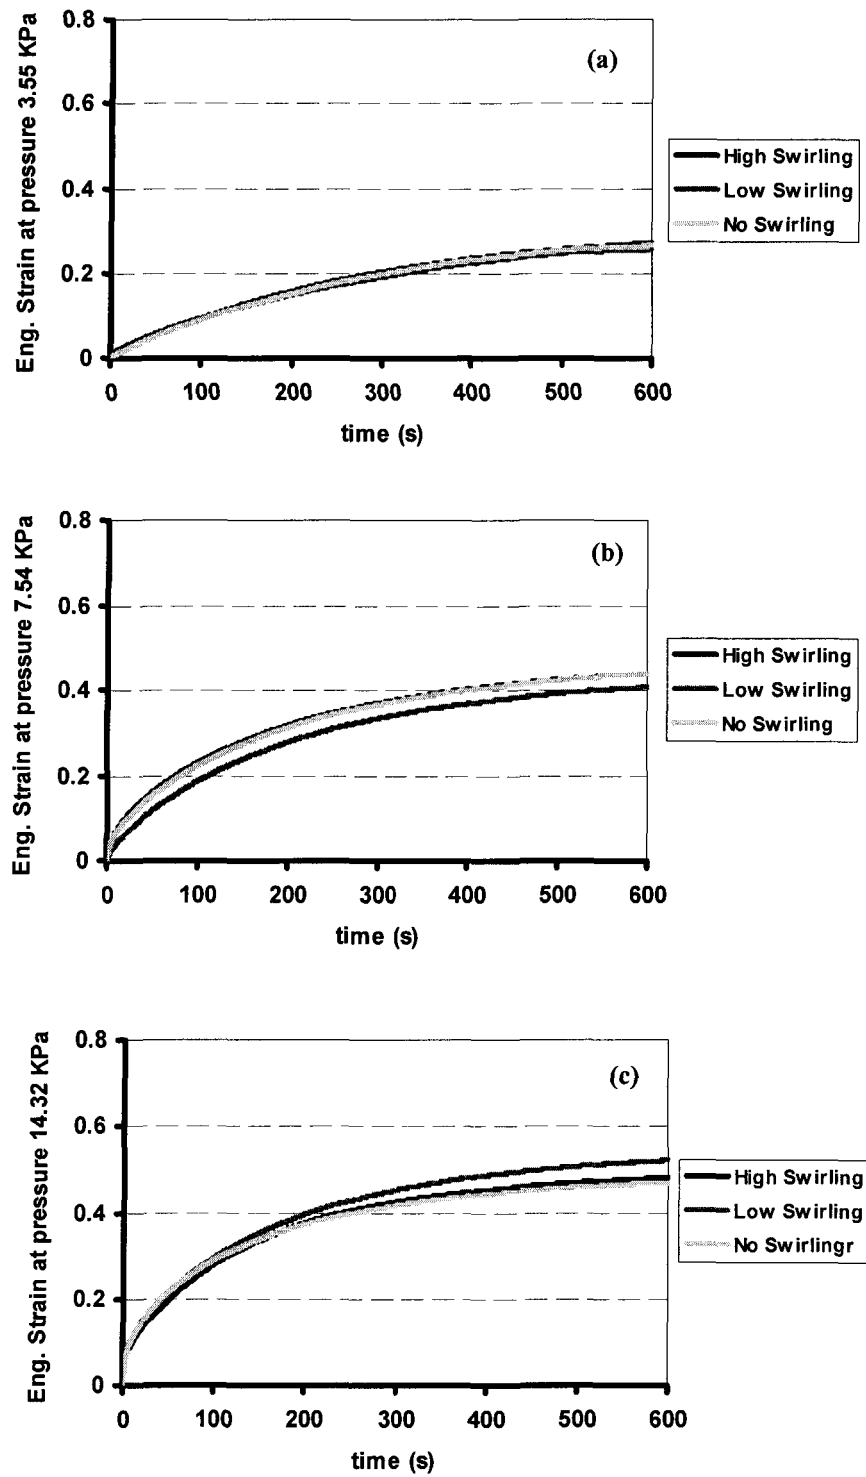 Eng. Strain at pressure 3.55 KPa
0.8
0.6
0.4
0.2
0
(a)
High Swirling
Low Swirling
No Swirling
0 100 200 300 400 500 600
time (s)
Eng. Strain at pressure 7.54 KPa
0.8
0.6
0.4
0.2
0
(b)
High Swirling
Low Swirling
No Swirling
0 100 200 300 400 500 600
time (s)
Eng. Strain at pressure 14.32 KPa
0.8
0.6
0.4
0.2
0
(c)
High Swirling
Low Swirling
No Swirlingr
0 100 200 300 400 500 600
time (s)